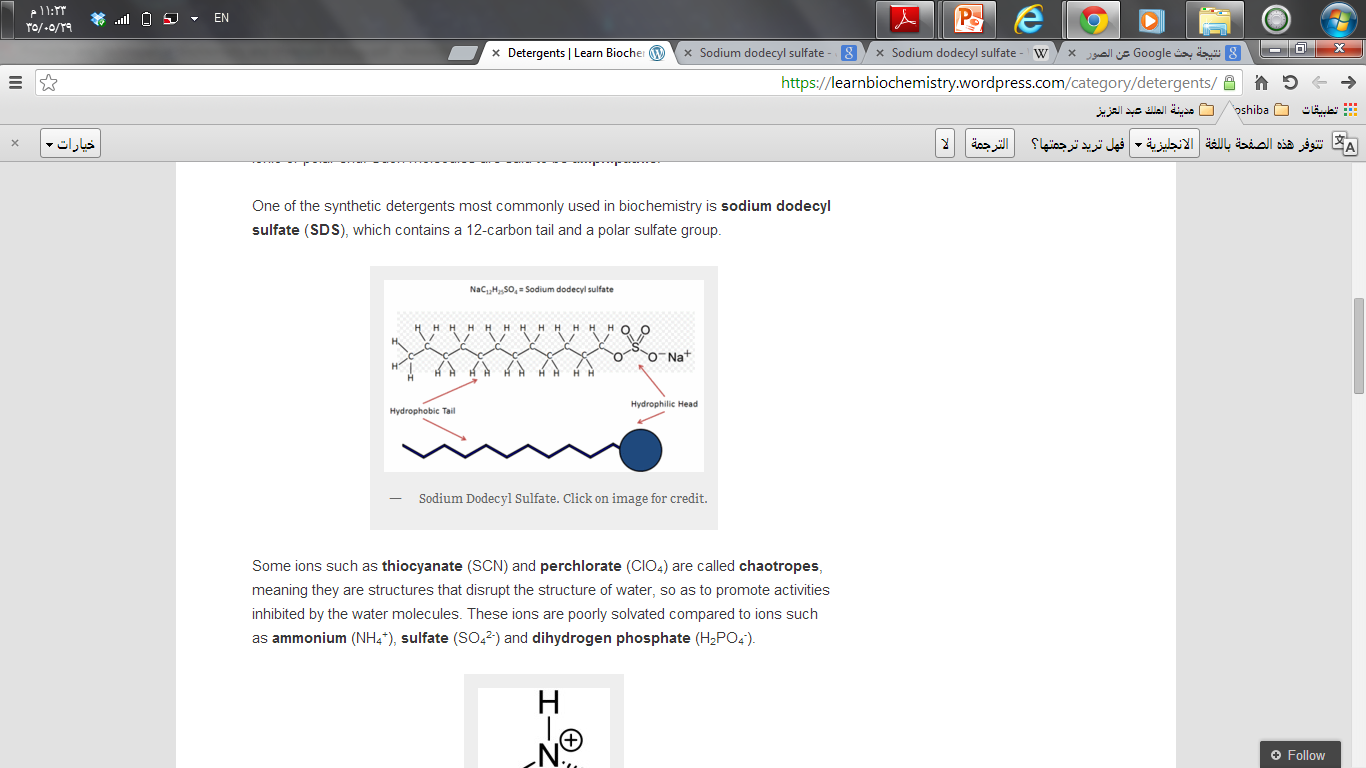 ١١:٢٣ م
٣٥/٠٥/٢٩
EN
Detergents | Learn Bioche
Sodium dodecyl sulfate -
Sodium dodecyl sulfate -
نتيجة بحث Google عن الصور
https://learnbiochemistry.wordpress.com/category/detergents/
تطبيقات
oshiba
مدينة الملك عبد العزيز
تتوفر هذه الصفحة باللغة الانجليزية فهل تريد ترجمتها؟ الترجمة لا
خيارات
One of the synthetic detergents most commonly used in biochemistry is sodium dodecyl
sulfate (SDS), which contains a 12-carbon tail and a polar sulfate group.
NaC₁₂H₂₅SO₄ = Sodium dodecyl sulfate
H H H H H H H H H H H H O O
H C C C C C C C C C C C C O S O⁻ Na⁺
H
H H H H H H H H H H H
Hydrophobic Tail
Hydrophilic Head
— Sodium Dodecyl Sulfate. Click on image for credit.
Some ions such as thiocyanate (SCN) and perchlorate (ClO₄) are called chaotropes,
meaning they are structures that disrupt the structure of water, so as to promote activities
inhibited by the water molecules. These ions are poorly solvated compared to ions such
as ammonium (NH₄⁺), sulfate (SO₄²⁻) and dihydrogen phosphate (H₂PO₄⁻).
H
N
Follow